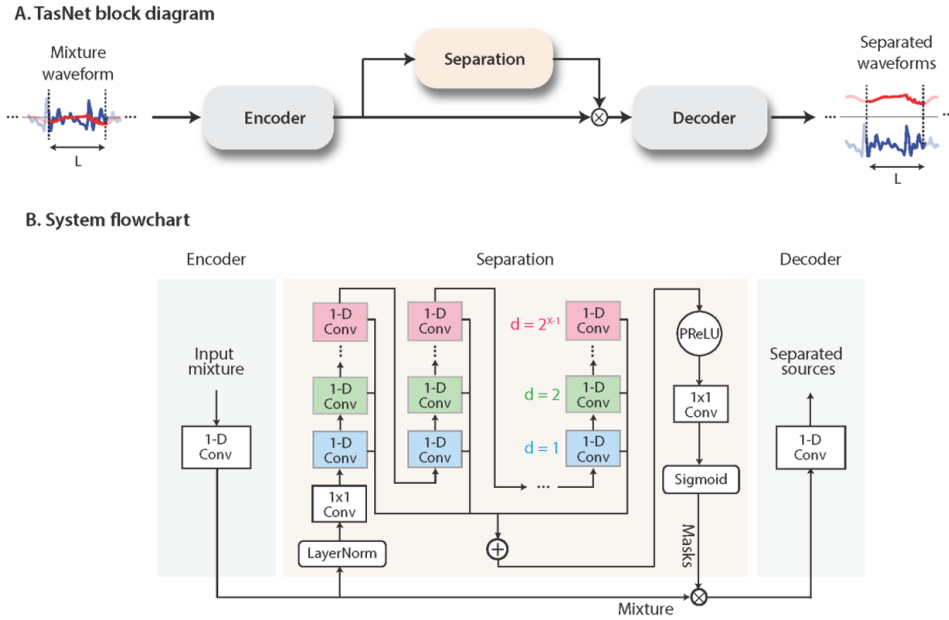 A. TasNet block diagram
Mixture
waveform
L
Encoder
Separation
Decoder
Separated
waveforms
L
B. System flowchart
Encoder
Separation
Decoder
Input
mixture
1-D
Conv
1-D
Conv
1-D
Conv
1-D
Conv
1x1
Conv
LayerNorm
1-D
Conv
1-D
Conv
1-D
Conv
d = 2^X-1
d = 2
d = 1
1-D
Conv
1-D
Conv
1-D
Conv
PReLU
1x1
Conv
Sigmoid
Masks
Mixture
Separated
sources
1-D
Conv